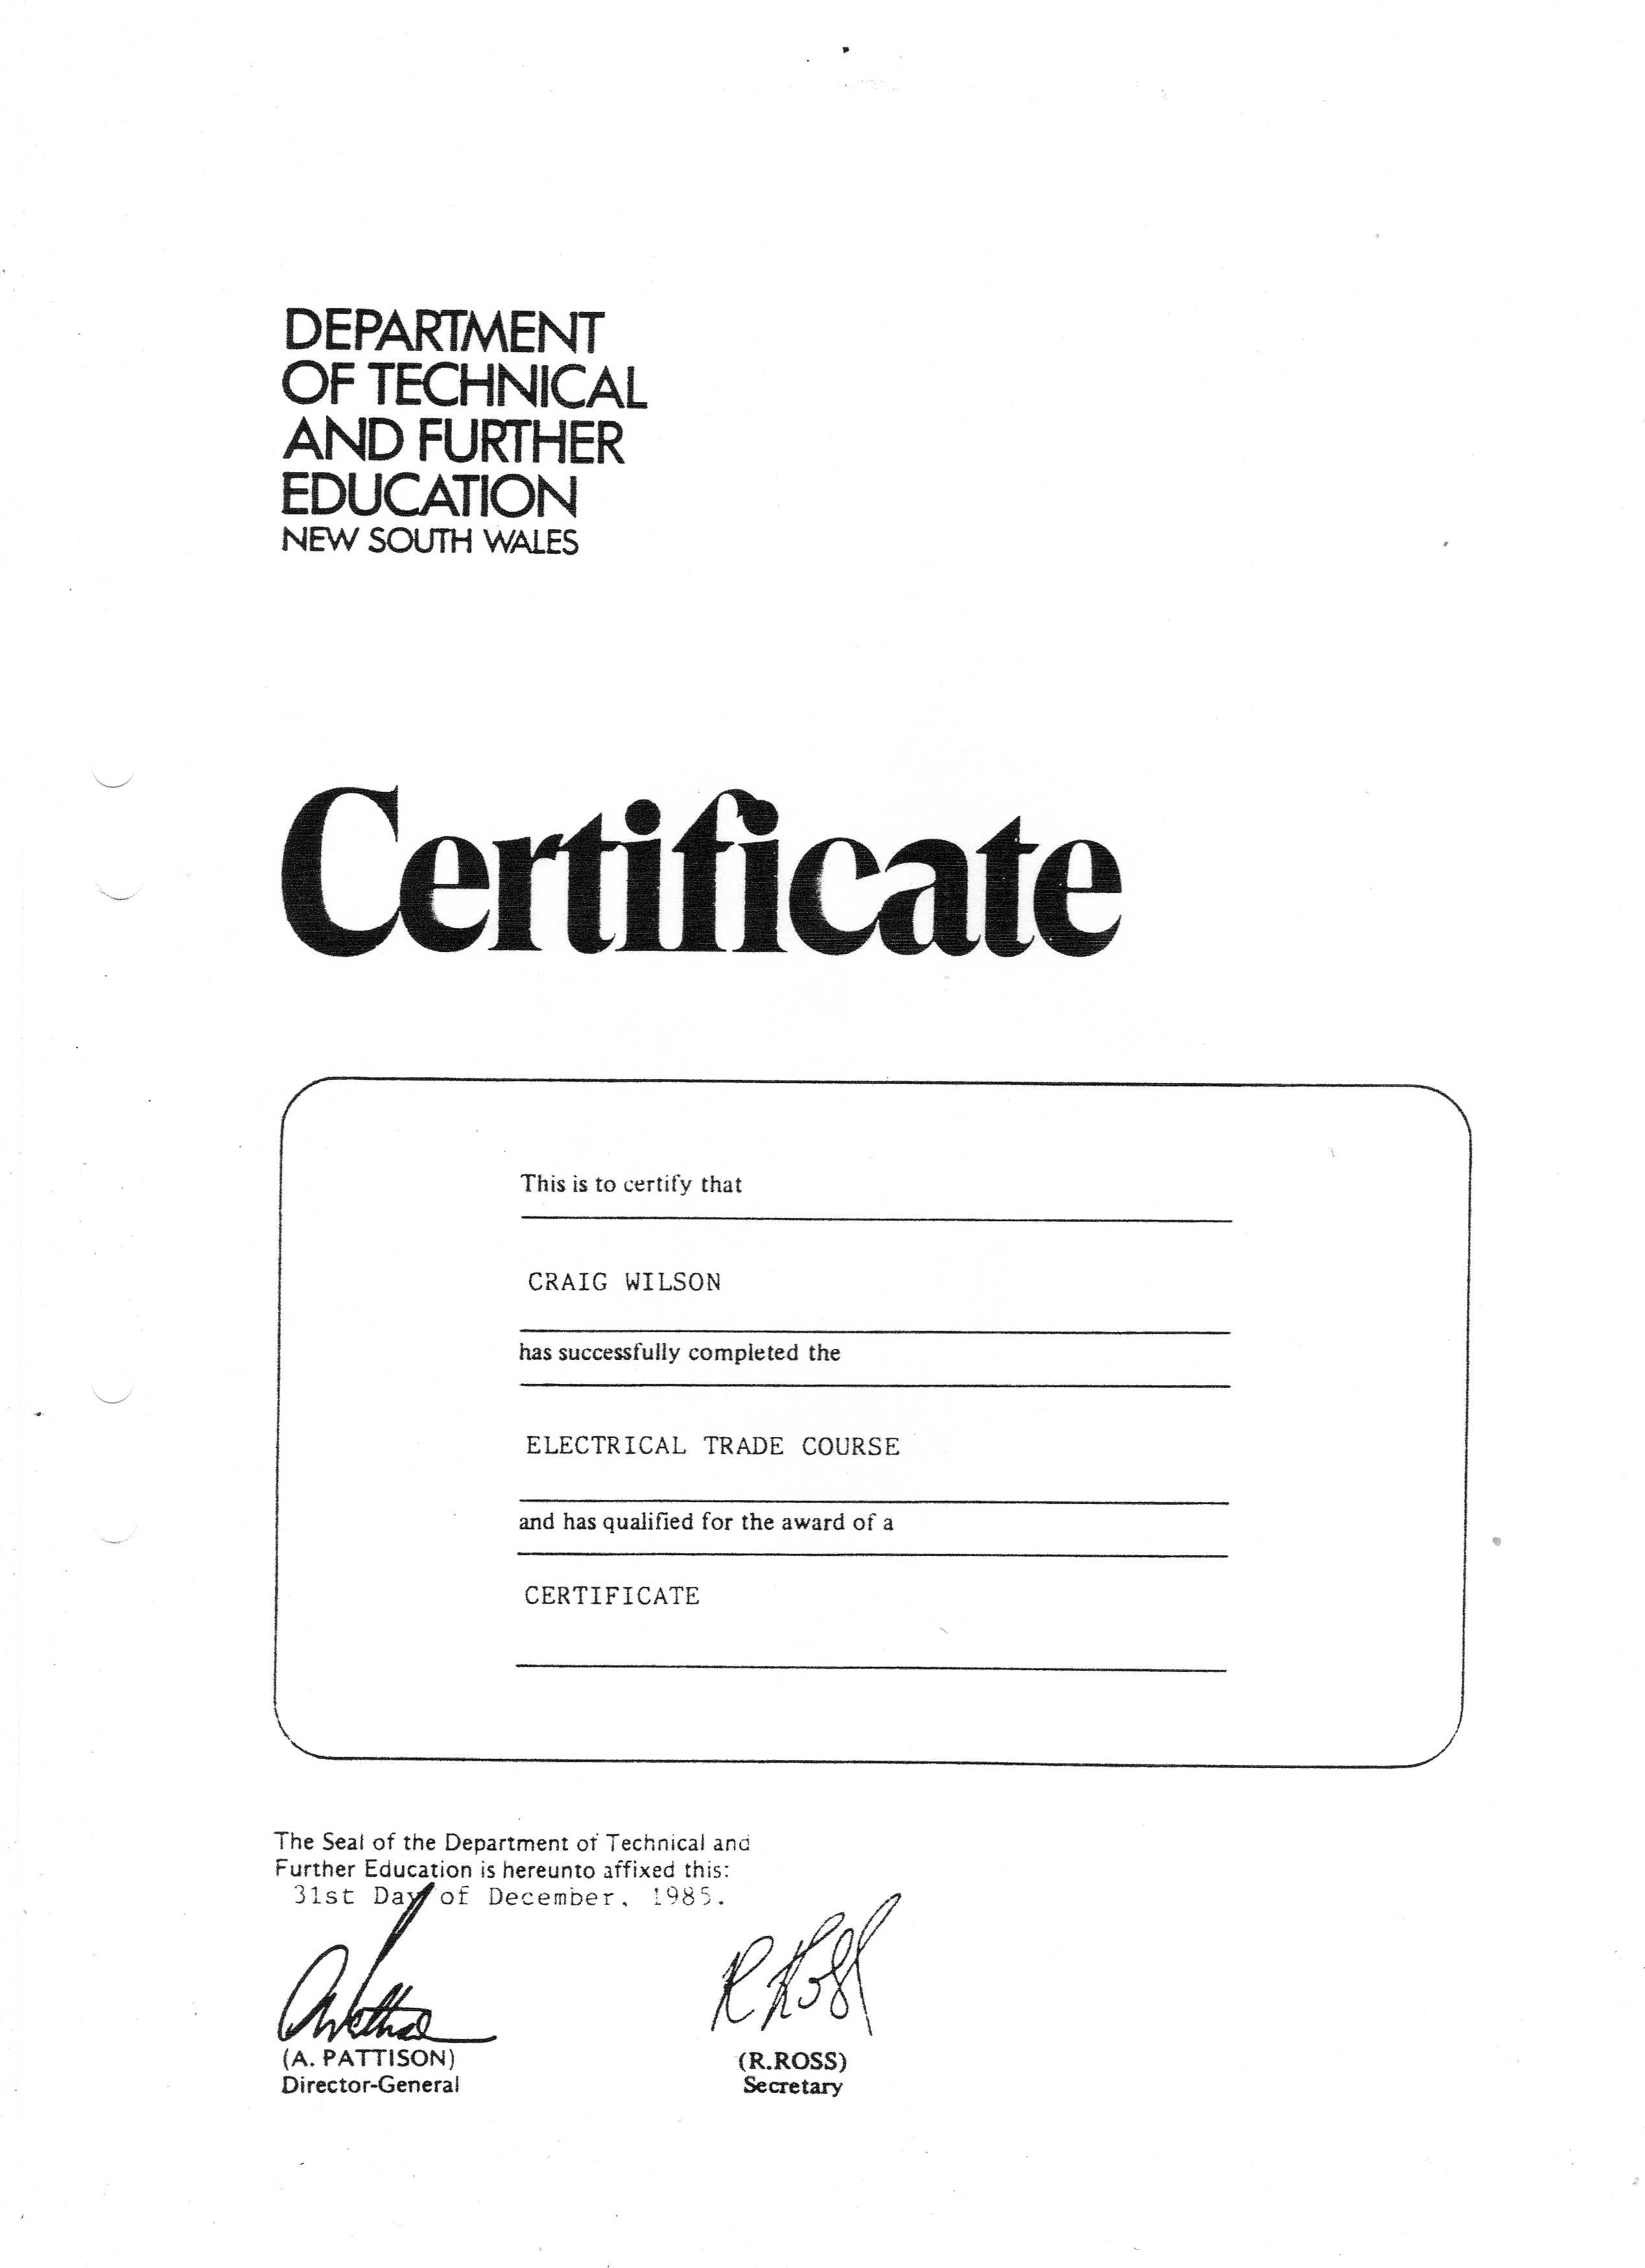 DEPARTMENT
OF TECHNICAL
AND FURTHER
EDUCATION
NEW SOUTH WALES
Certificate
This is to certify that
CRAIG WILSON
has successfully completed the
ELECTRICAL TRADE COURSE
and has qualified for the award of a
CERTIFICATE
The Seal of the Department of Technical and
Further Education is hereunto affixed this:
31st Day of December, 1985.
R Ross
(A. PATTISON)
Director-General
(R.ROSS)
Secretary